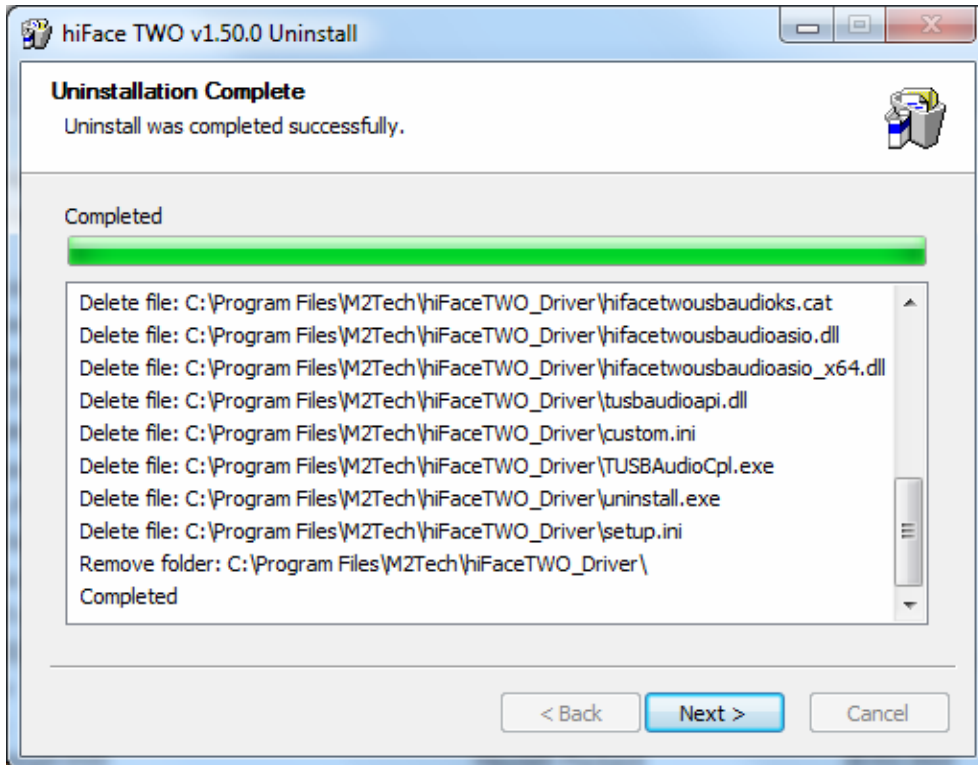 hiFace TWO v1.50.0 Uninstall
Uninstallation Complete
Uninstall was completed successfully.
Completed
Delete file: C:\Program Files\M2Tech\hiFaceTWO_Driver\hifacetwousbaudioks.cat
Delete file: C:\Program Files\M2Tech\hiFaceTWO_Driver\hifacetwousbaudioasio.dll
Delete file: C:\Program Files\M2Tech\hiFaceTWO_Driver\hifacetwousbaudioasio_x64.dll
Delete file: C:\Program Files\M2Tech\hiFaceTWO_Driver\tusbaudioapi.dll
Delete file: C:\Program Files\M2Tech\hiFaceTWO_Driver\custom.ini
Delete file: C:\Program Files\M2Tech\hiFaceTWO_Driver\TUSBAudioCpl.exe
Delete file: C:\Program Files\M2Tech\hiFaceTWO_Driver\uninstall.exe
Delete file: C:\Program Files\M2Tech\hiFaceTWO_Driver\setup.ini
Remove folder: C:\Program Files\M2Tech\hiFaceTWO_Driver\
Completed
< Back Next > Cancel